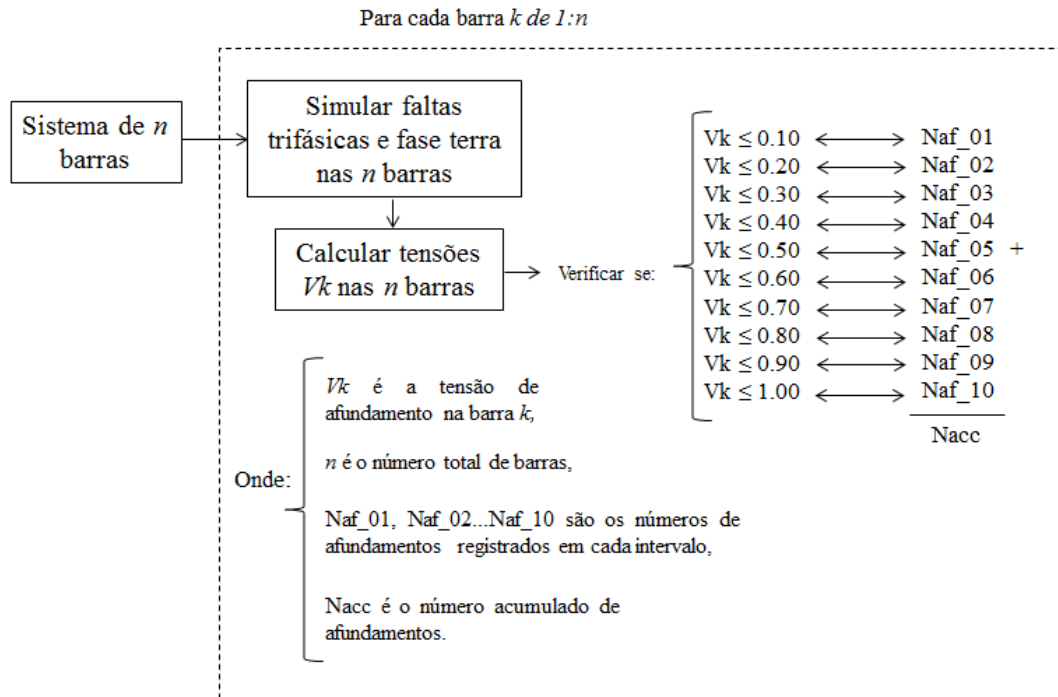 Para cada barra k de 1:n
Sistema de n
barras
Simular faltas
trifásicas e fase terra
nas n barras
Calcular tensões
Vk nas n barras
Verificar se:
Vk ≤ 0.10 Naf_01
Vk ≤ 0.20 Naf_02
Vk ≤ 0.30 Naf_03
Vk ≤ 0.40 Naf_04
Vk ≤ 0.50 Naf_05 +
Vk ≤ 0.60 Naf_06
Vk ≤ 0.70 Naf_07
Vk ≤ 0.80 Naf_08
Vk ≤ 0.90 Naf_09
Vk ≤ 1.00 Naf_10
Nacc
Onde:
Vk é a tensão de
afundamento na barra k,
n é o número total de barras,
Naf_01, Naf_02...Naf_10 são os números de
afundamentos registrados em cada intervalo,
Nacc é o número acumulado de
afundamentos.